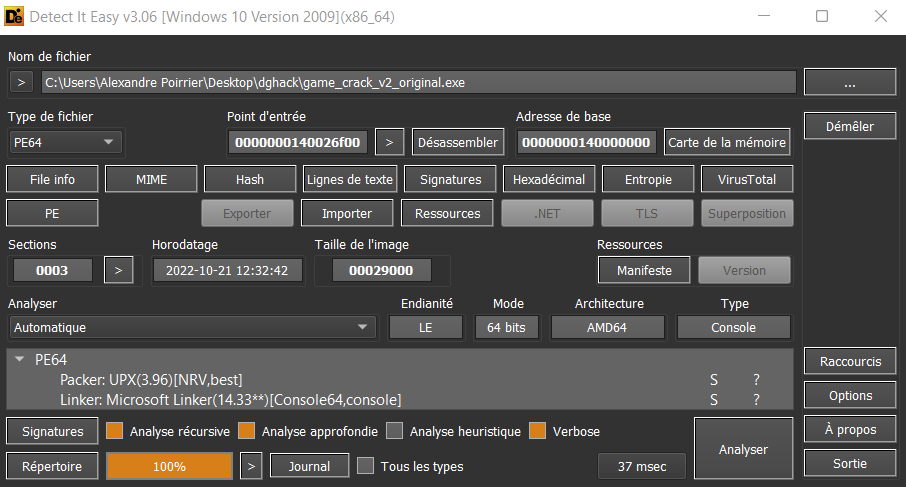 Detect It Easy v3.06 [Windows 10 Version 2009](x86_64)
Nom de fichier
> C:\Users\Alexandre Poirrier\Desktop\dghack\game_crack_v2_original.exe ...
Type de fichier Point d'entrée Adresse de base Démêler
PE64 0000000140026f00 > Désassembler 0000000140000000 Carte de la mémoire
File info MIME Hash Lignes de texte Signatures Hexadécimal Entropie VirusTotal
PE Exporter Importer Ressources .NET TLS Superposition
Sections Horodatage Taille de l'image Ressources
0003 > 2022-10-21 12:32:42 00029000 Manifeste Version
Analyser Endianité Mode Architecture Type
Automatique LE 64 bits AMD64 Console
PE64
Packer: UPX(3.96)[NRV,best] S ?
Linker: Microsoft Linker(14.33**)[Console64,console] S ?
Raccourcis
Options
Signatures Analyse récursive Analyse approfondie Analyse heuristique Verbose Analyser À propos
Répertoire 100% > Journal Tous les types 37 msec Sortie